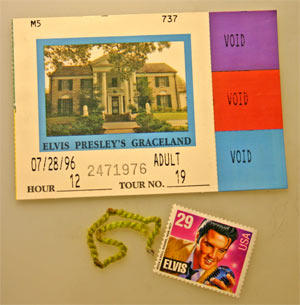 M5 737
VOID
VOID
VOID
ELVIS PRESLEY'S GRACELAND
07/28/96 2471976 ADULT
HOUR 12 TOUR NO. 19
29
USA
ELVIS